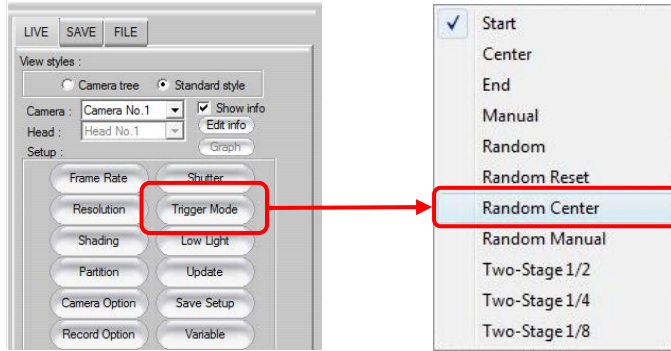 LIVE SAVE FILE
View styles :
Camera tree Standard style
Camera : Camera No.1 Show info
Head : Head No.1 Edit info
Setup : Graph
Frame Rate Shutter
Resolution Trigger Mode
Shading Low Light
Partition Update
Camera Option Save Setup
Record Option Variable
Start
Center
End
Manual
Random
Random Reset
Random Center
Random Manual
Two-Stage 1/2
Two-Stage 1/4
Two-Stage 1/8